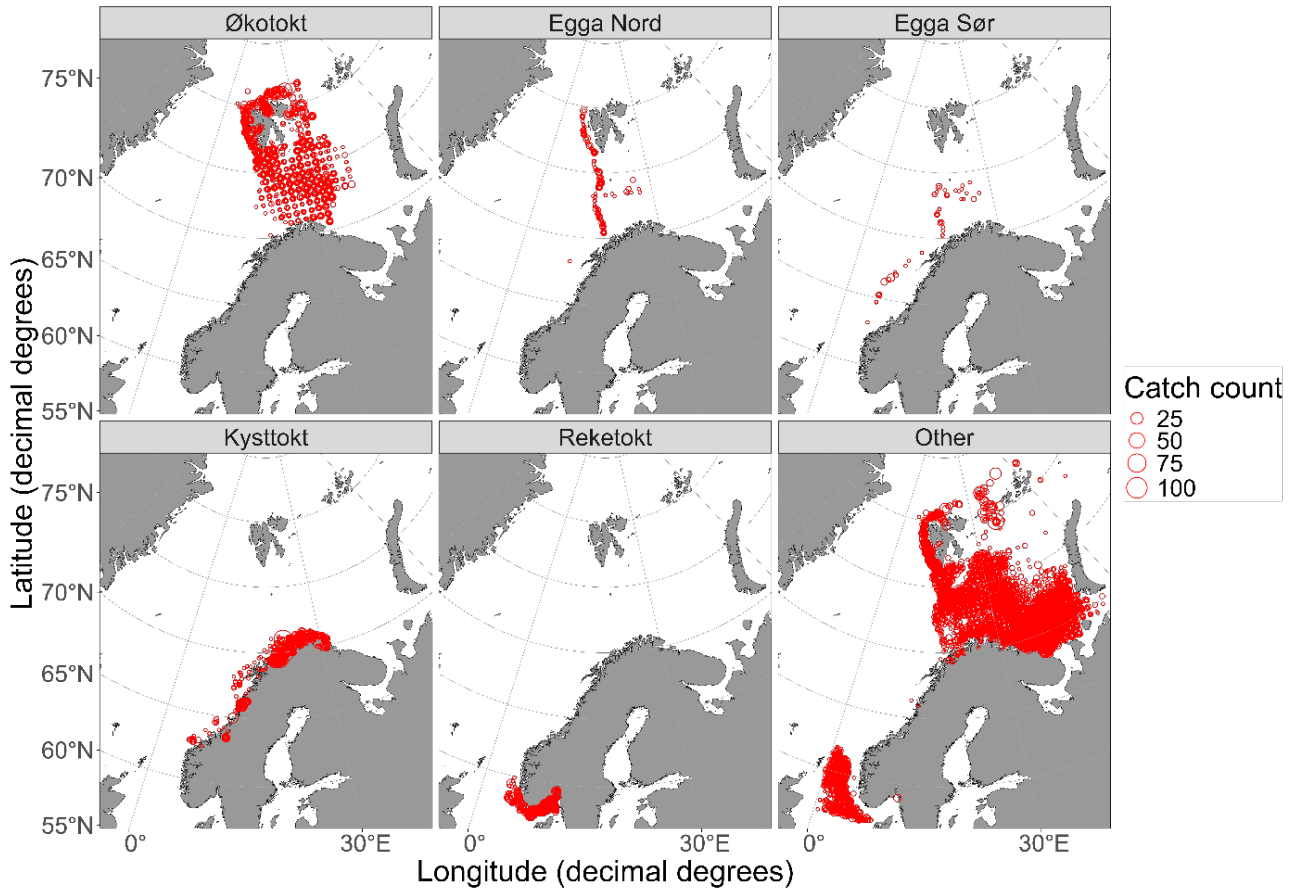 Økotokt
Egga Nord
Egga Sør
75°N
70°N
65°N
60°N
55°N
Kysttokt
Reketokt
Other
75°N
70°N
65°N
60°N
55°N
0°
30°E
0°
30°E
0°
30°E
Latitude (decimal degrees)
Longitude (decimal degrees)
Catch count
25
50
75
100